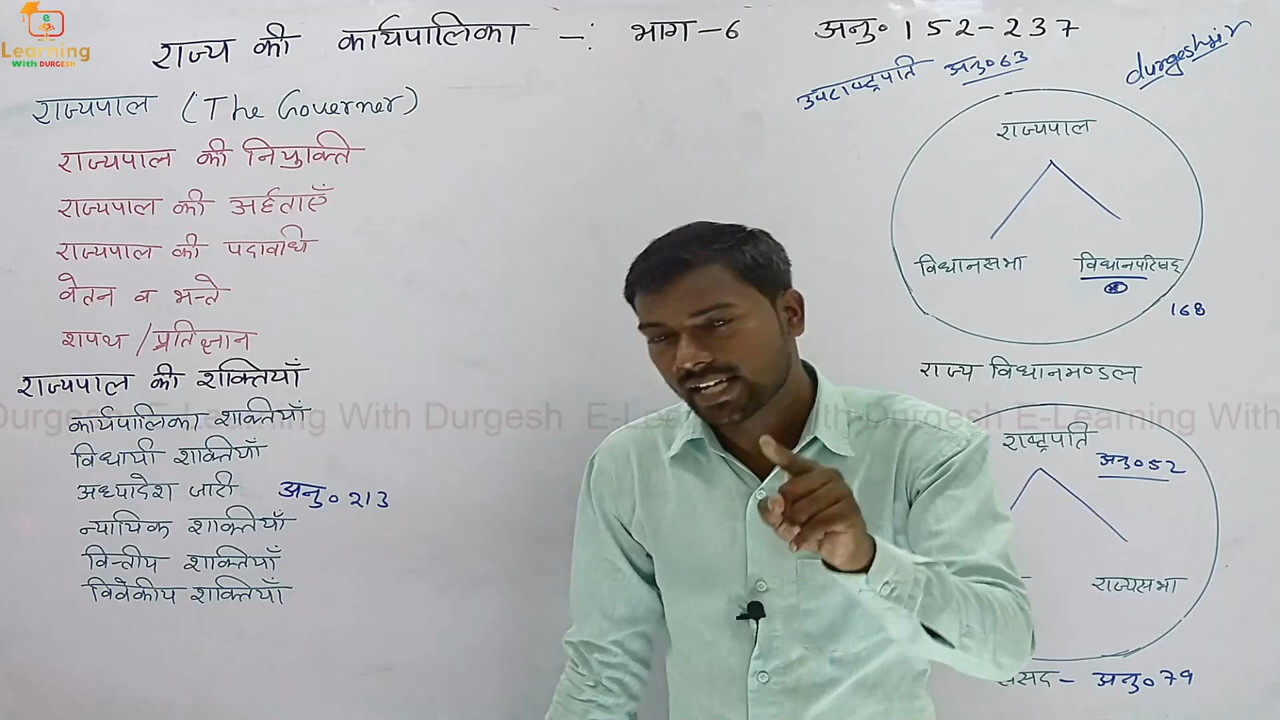 e
Learning
With DURGESH
राज्य की कार्यपालिका -: भाग-6 अनु० 152-237
durgeshsir
उपराष्ट्रपति अनु०63
राज्यपाल (The Governer)
राज्यपाल की नियुक्ति
राज्यपाल की अर्हताएँ
राज्यपाल की पदावधि
वेतन व भत्ते
शपथ / प्रतिज्ञान
राज्यपाल की शक्तियाँ
कार्यपालिका शक्तियाँ
विधायी शक्तियाँ
अध्यादेश जारी अनु० 213
न्यायिक शक्तियाँ
वित्तीय शक्तियाँ
विवेकीय शक्तियाँ
राज्यपाल
विधानसभा विधानपरिषद्
168
राज्य विधानमण्डल
राष्ट्रपति
अनु०52
राज्यसभा
संसद - अनु० 79
Durgesh E-Learning With Durgesh E-Learning With Durgesh E-Learning With